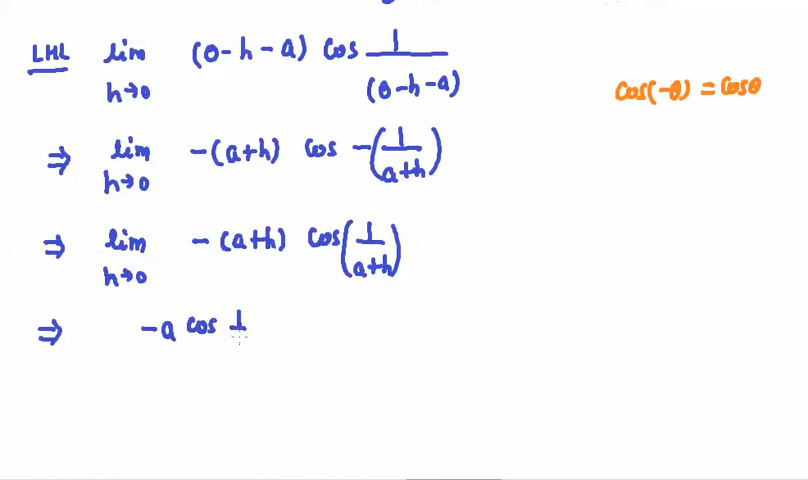 LHL lim h→0 (0-h-a) cos 1/(0-h-a)
cos(-θ) = cosθ
⇒ lim h→0 -(a+h) cos -(1/(a+h))
⇒ lim h→0 -(a+h) cos(1/(a+h))
⇒ -a cos 1